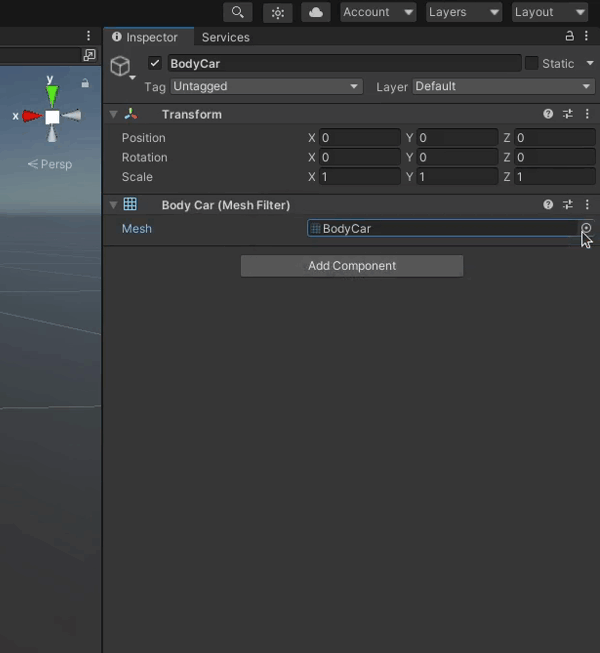 Account Layers Layout
Inspector Services
BodyCar Static
Tag Untagged Layer Default
Transform
Position X 0 Y 0 Z 0
Rotation X 0 Y 0 Z 0
Scale X 1 Y 1 Z 1
Body Car (Mesh Filter)
Mesh BodyCar
Add Component
y
x
Persp